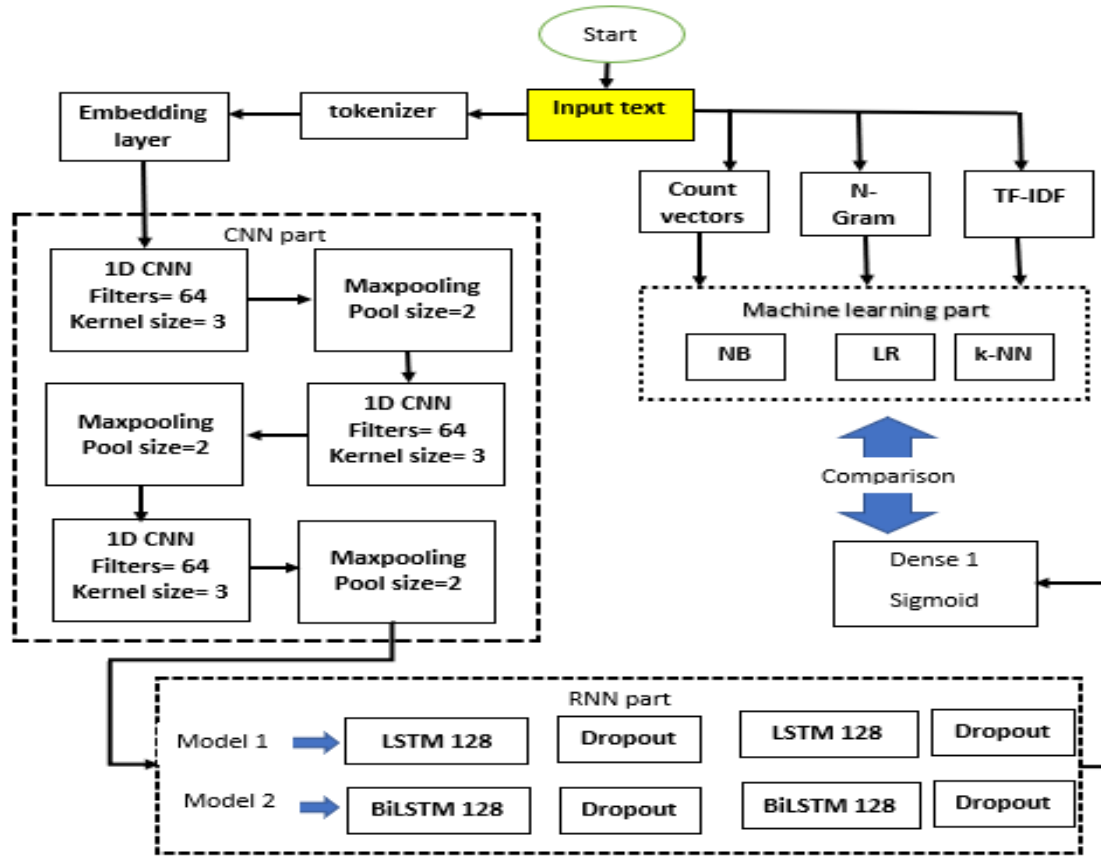 Start
Input text
tokenizer
Embedding
layer
Count
vectors
N-
Gram
TF-IDF
CNN part
1D CNN
Filters= 64
Kernel size= 3
Maxpooling
Pool size=2
1D CNN
Filters= 64
Kernel size= 3
Maxpooling
Pool size=2
1D CNN
Filters= 64
Kernel size= 3
Maxpooling
Pool size=2
Machine learning part
NB
LR
k-NN
Comparison
Dense 1
Sigmoid
RNN part
Model 1
LSTM 128
Dropout
LSTM 128
Dropout
Model 2
BiLSTM 128
Dropout
BiLSTM 128
Dropout